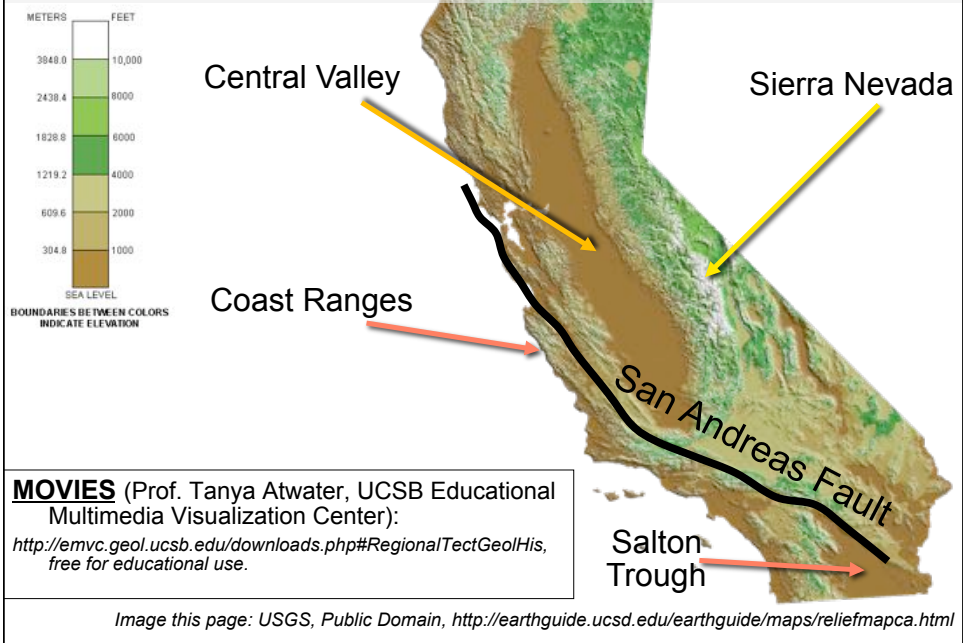 METERS FEET
3848.0 10,000
2438.4 8000
1828.8 6000
1219.2 4000
609.6 2000
304.8 1000
SEA LEVEL
BOUNDARIES BETWEEN COLORS
INDICATE ELEVATION
Central Valley
Sierra Nevada
Coast Ranges
San Andreas Fault
Salton
Trough
MOVIES (Prof. Tanya Atwater, UCSB Educational
Multimedia Visualization Center):
http://emvc.geol.ucsb.edu/downloads.php#RegionalTectGeolHis,
free for educational use.
Image this page: USGS, Public Domain, http://earthguide.ucsd.edu/earthguide/maps/reliefmapca.html